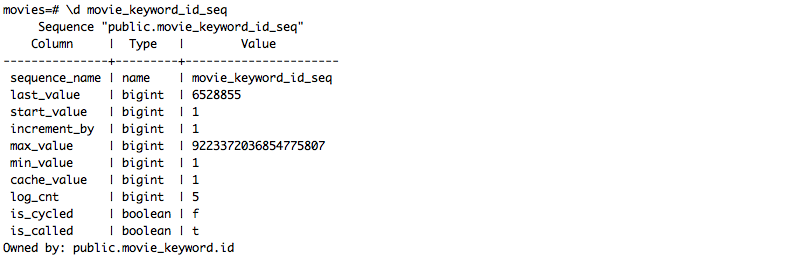 movies=# \d movie_keyword_id_seq
     Sequence "public.movie_keyword_id_seq"
    Column     |  Type   |        Value
---------------+---------+----------------------
 sequence_name | name    | movie_keyword_id_seq
 last_value    | bigint  | 6528855
 start_value   | bigint  | 1
 increment_by  | bigint  | 1
 max_value     | bigint  | 9223372036854775807
 min_value     | bigint  | 1
 cache_value   | bigint  | 1
 log_cnt       | bigint  | 5
 is_cycled     | boolean | f
 is_called     | boolean | t
Owned by: public.movie_keyword.id